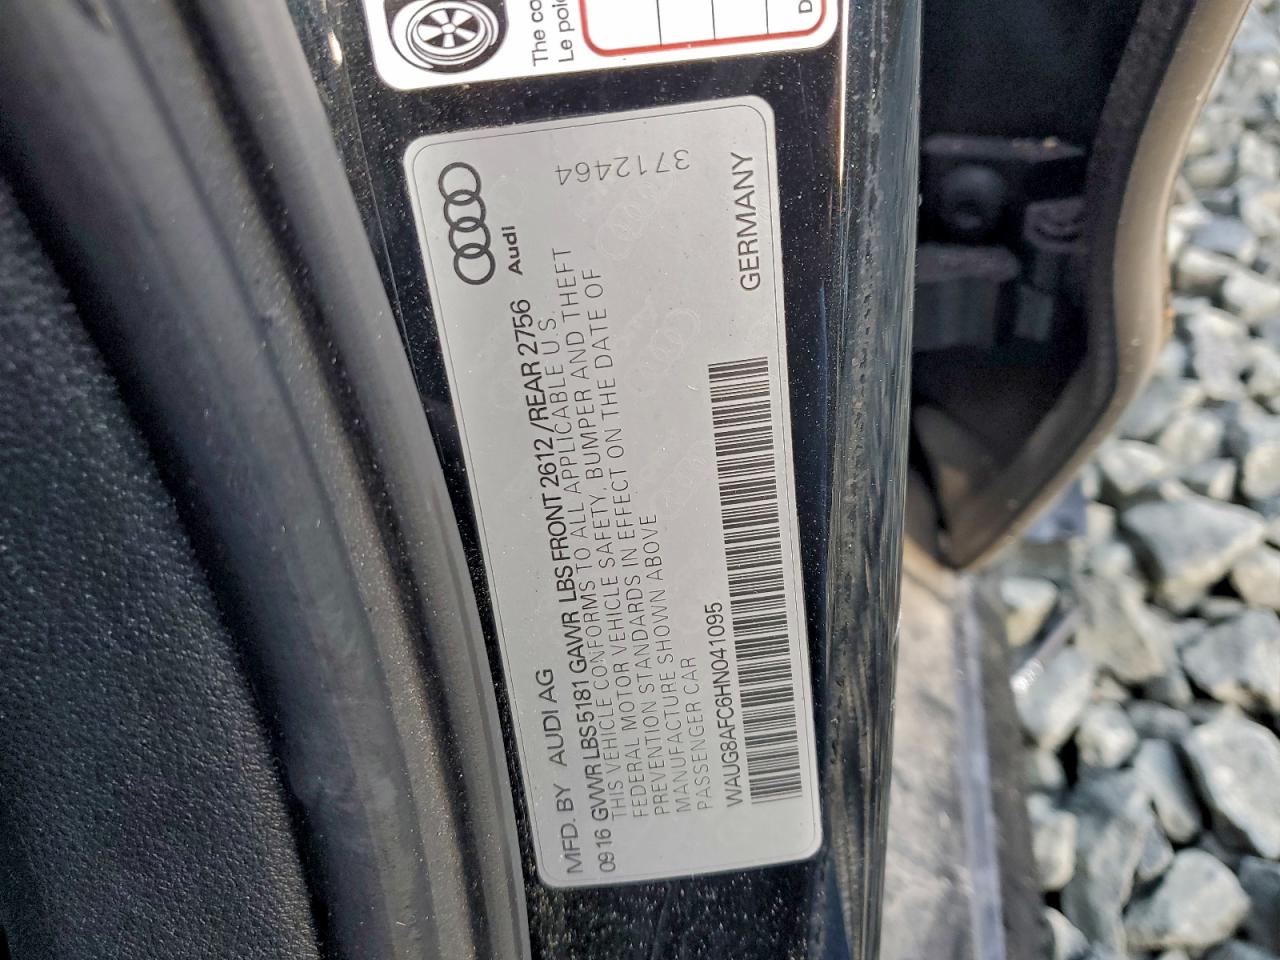 The co
Le poi
D
Audi
3712464
MFD. BY AUDI AG
0916 GVWR LBS 5181 GAWR LBS FRONT 2612 /REAR 2756
THIS VEHICLE CONFORMS TO ALL APPLICABLE U.S.
FEDERAL MOTOR VEHICLE SAFETY, BUMPER AND THEFT
PREVENTION STANDARDS IN EFFECT ON THE DATE OF
MANUFACTURE SHOWN ABOVE
PASSENGER CAR
WAUG8AFC6HN041095
GERMANY